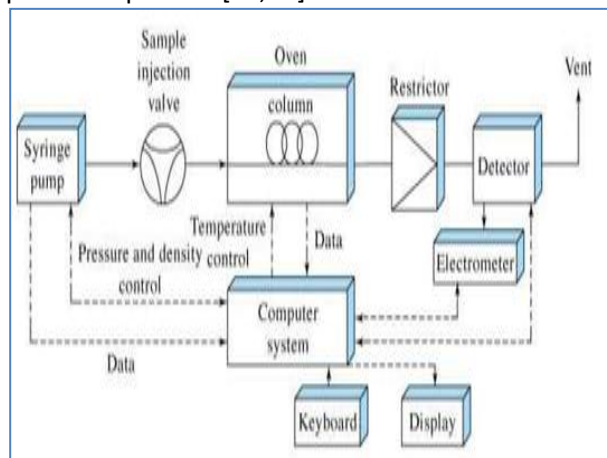 Sample
injection
valve
Oven
column
Restrictor
Vent
Syringe
pump
Detector
Temperature
control
Data
Pressure and density
control
Electrometer
Computer
system
Data
Keyboard
Display